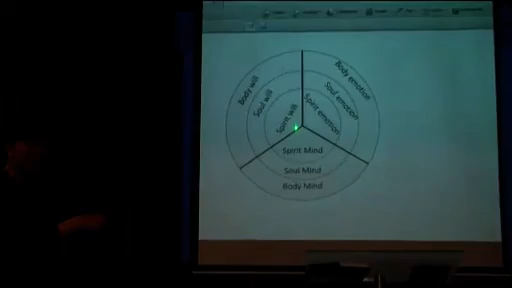 Body will
Soul will
Spirit will
Body emotion
Soul emotion
Spirit emotion
Spirit Mind
Soul Mind
Body Mind